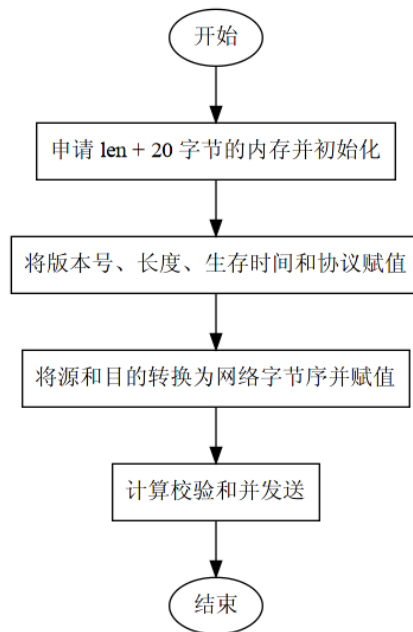 开始
申请 len + 20 字节的内存并初始化
将版本号、长度、生存时间和协议赋值
将源和目的转换为网络字节序并赋值
计算校验和并发送
结束